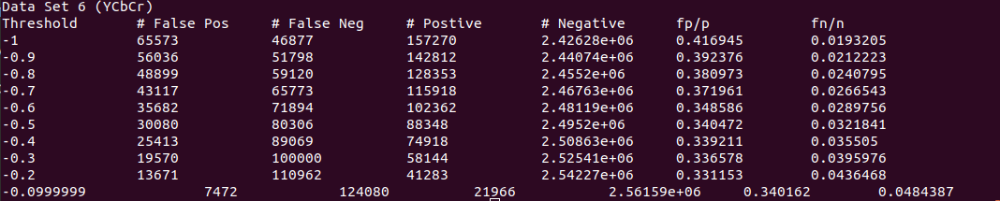 Data Set 6 (YCbCr)
Threshold # False Pos # False Neg # Postive # Negative fp/p fn/n
-1 65573 46877 157270 2.42628e+06 0.416945 0.0193205
-0.9 56036 51798 142812 2.44074e+06 0.392376 0.0212223
-0.8 48899 59120 128353 2.4552e+06 0.380973 0.0240795
-0.7 43117 65773 115918 2.46763e+06 0.371961 0.0266543
-0.6 35682 71894 102362 2.48119e+06 0.348586 0.0289756
-0.5 30080 80306 88348 2.4952e+06 0.340472 0.0321841
-0.4 25413 89069 74918 2.50863e+06 0.339211 0.035505
-0.3 19570 100000 58144 2.52541e+06 0.336578 0.0395976
-0.2 13671 110962 41283 2.54227e+06 0.331153 0.0436468
-0.0999999 7472 124080 21966 2.56159e+06 0.340162 0.0484387